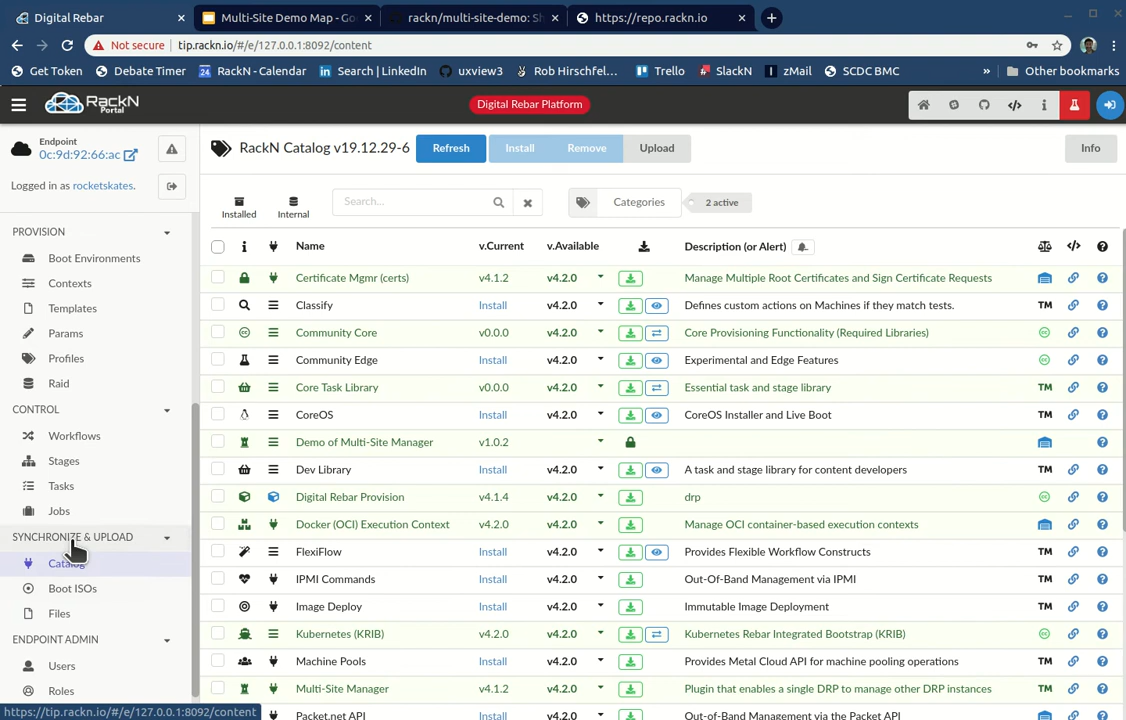 Digital Rebar
Multi-Site Demo Map - Go
rackn/multi-site-demo: Sh
https://repo.rackn.io
Not secure | tip.rackn.io/#/e/127.0.0.1:8092/content
Get Token
Debate Timer
24 RackN - Calendar
Search | LinkedIn
uxview3
Rob Hirschfel...
Trello
SlackN
zMail
SCDC BMC
»
Other bookmarks
RackN Portal
Digital Rebar Platform
Endpoint
0c:9d:92:66:ac
Logged in as rocketskates.
RackN Catalog v19.12.29-6
Refresh
Install
Remove
Upload
Info
Installed
Internal
Search...
Categories
2 active
PROVISION
Boot Environments
Contexts
Templates
Params
Profiles
Raid
CONTROL
Workflows
Stages
Tasks
Jobs
SYNCHRONIZE & UPLOAD
Catalog
Boot ISOs
Files
ENDPOINT ADMIN
Users
Roles
Name v.Current v.Available Description (or Alert)
Certificate Mgr (certs) v4.1.2 v4.2.0 Manage Multiple Root Certificates and Sign Certificate Requests
Classify Install v4.2.0 Defines custom actions on Machines if they match tests. TM
Community Core v0.0.0 v4.2.0 Core Provisioning Functionality (Required Libraries) cc
Community Edge Install v4.2.0 Experimental and Edge Features cc
Core Task Library v0.0.0 v4.2.0 Essential task and stage library TM
CoreOS Install v4.2.0 CoreOS Installer and Live Boot TM
Demo of Multi-Site Manager v1.0.2
Dev Library Install v4.2.0 A task and stage library for content developers TM
Digital Rebar Provision v4.1.4 v4.2.0 drp cc
Docker (OCI) Execution Context v4.2.0 v4.2.0 Manage OCI container-based execution contexts
FlexiFlow Install v4.2.0 Provides Flexible Workflow Constructs TM
IPMI Commands Install v4.2.0 Out-Of-Band Management via IPMI TM
Image Deploy Install v4.2.0 Immutable Image Deployment TM
Kubernetes (KRIB) v4.2.0 v4.2.0 Kubernetes Rebar Integrated Bootstrap (KRIB) cc
Machine Pools Install v4.2.0 Provides Metal Cloud API for machine pooling operations TM
Multi-Site Manager v4.1.2 v4.2.0 Plugin that enables a single DRP to manage other DRP instances
Packet.net API Install v4.2.0 Out-of-Band Management via the Packet API TM
https://tip.rackn.io/#/e/127.0.0.1:8092/content